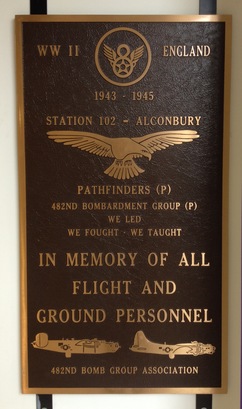 WW II ENGLAND
1943 - 1945
STATION 102 - ALCONBURY
PATHFINDERS (P)
482ND BOMBARDMENT GROUP (P)
WE LED
WE FOUGHT - WE TAUGHT
IN MEMORY OF ALL
FLIGHT AND
GROUND PERSONNEL
482ND BOMB GROUP ASSOCIATION